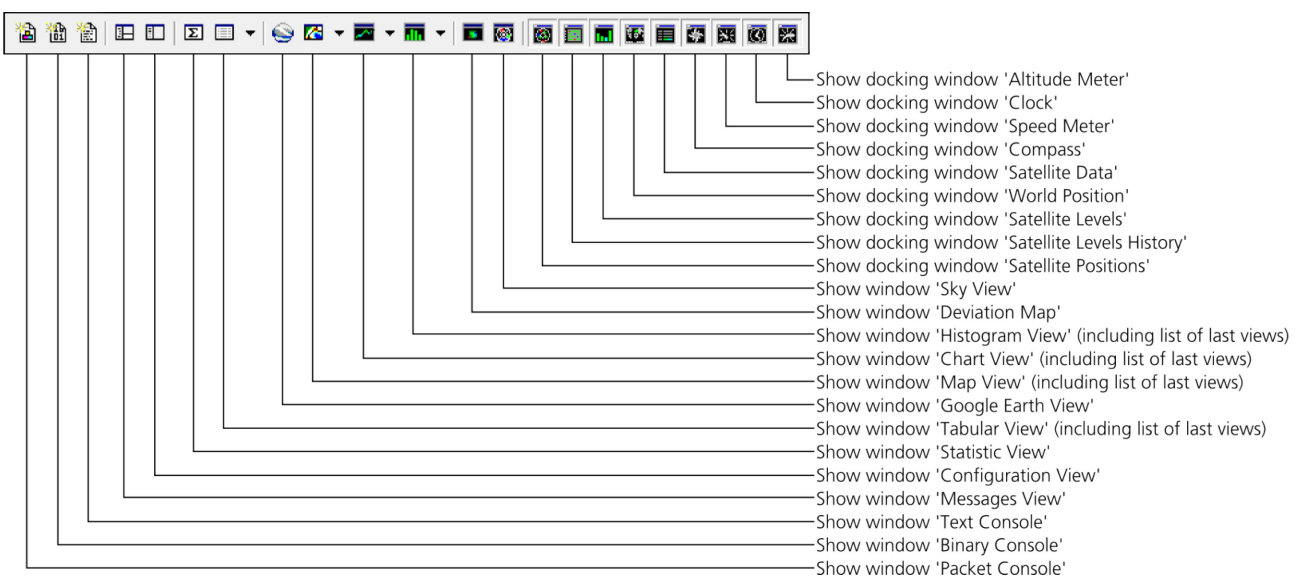 Show docking window 'Altitude Meter'
Show docking window 'Clock'
Show docking window 'Speed Meter'
Show docking window 'Compass'
Show docking window 'Satellite Data'
Show docking window 'World Position'
Show docking window 'Satellite Levels'
Show docking window 'Satellite Levels History'
Show docking window 'Satellite Positions'
Show window 'Sky View'
Show window 'Deviation Map'
Show window 'Histogram View' (including list of last views)
Show window 'Chart View' (including list of last views)
Show window 'Map View' (including list of last views)
Show window 'Google Earth View'
Show window 'Tabular View' (including list of last views)
Show window 'Statistic View'
Show window 'Configuration View'
Show window 'Messages View'
Show window 'Text Console'
Show window 'Binary Console'
Show window 'Packet Console'